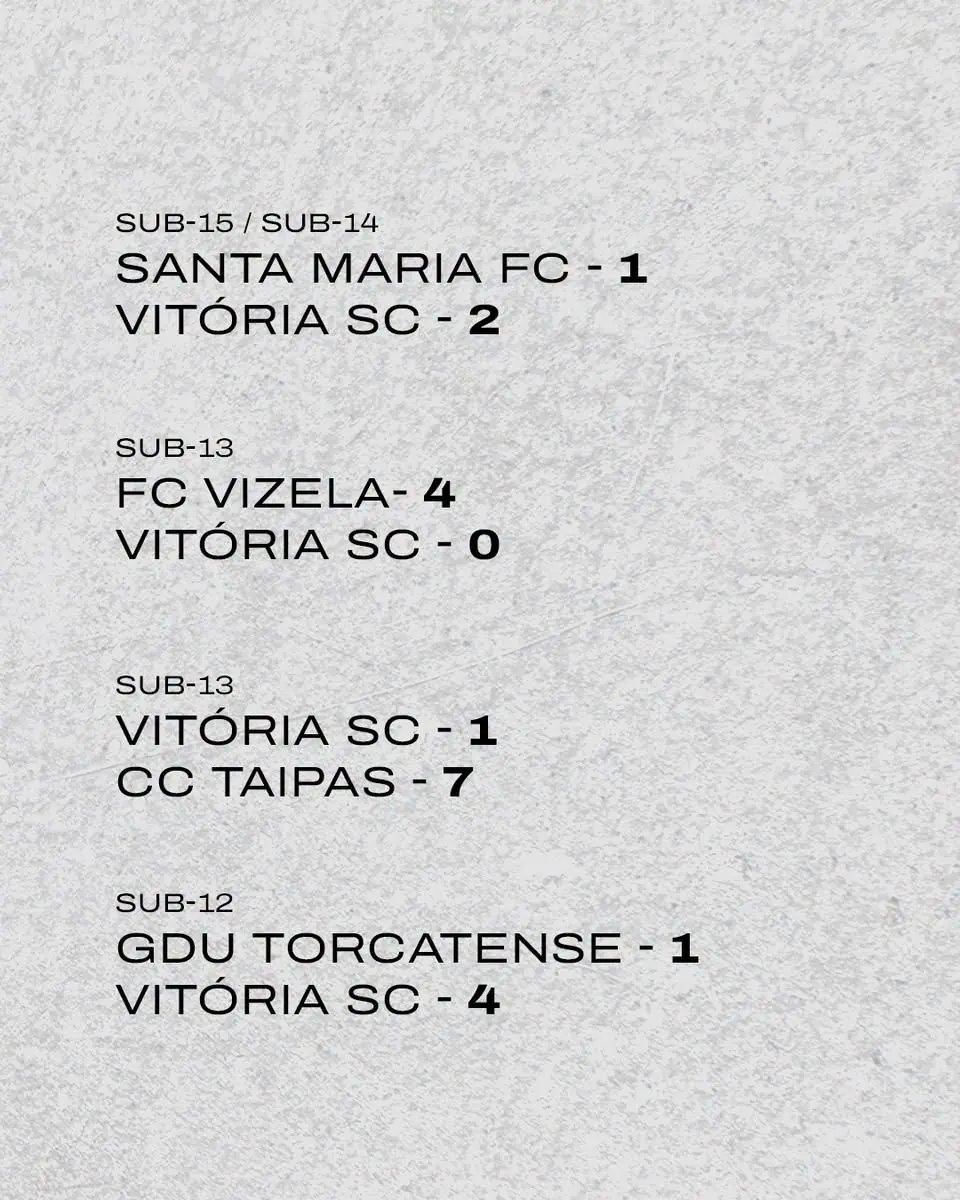 SUB-15 / SUB-14
SANTA MARIA FC - 1
VITÓRIA SC - 2
SUB-13
FC VIZELA- 4
VITÓRIA SC - 0
SUB-13
VITÓRIA SC - 1
CC TAIPAS - 7
SUB-12
GDU TORCATENSE - 1
VITÓRIA SC - 4